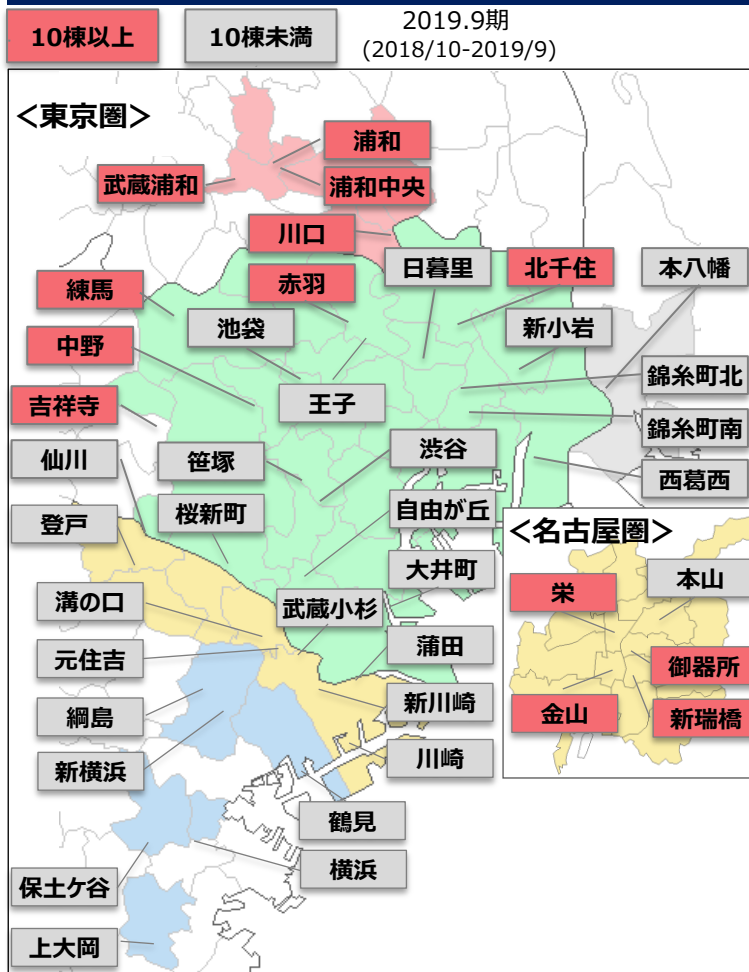 10棟以上
10棟未満
2019.9期
(2018/10-2019/9)
＜東京圏＞
浦和
武蔵浦和
浦和中央
川口
日暮里
北千住
本八幡
練馬
赤羽
池袋
新小岩
中野
王子
錦糸町北
吉祥寺
錦糸町南
仙川
笹塚
渋谷
西葛西
登戸
桜新町
自由が丘
＜名古屋圏＞
大井町
栄
本山
溝の口
武蔵小杉
蒲田
元住吉
御器所
新川崎
金山
新瑞橋
綱島
川崎
新横浜
鶴見
横浜
保土ケ谷
上大岡